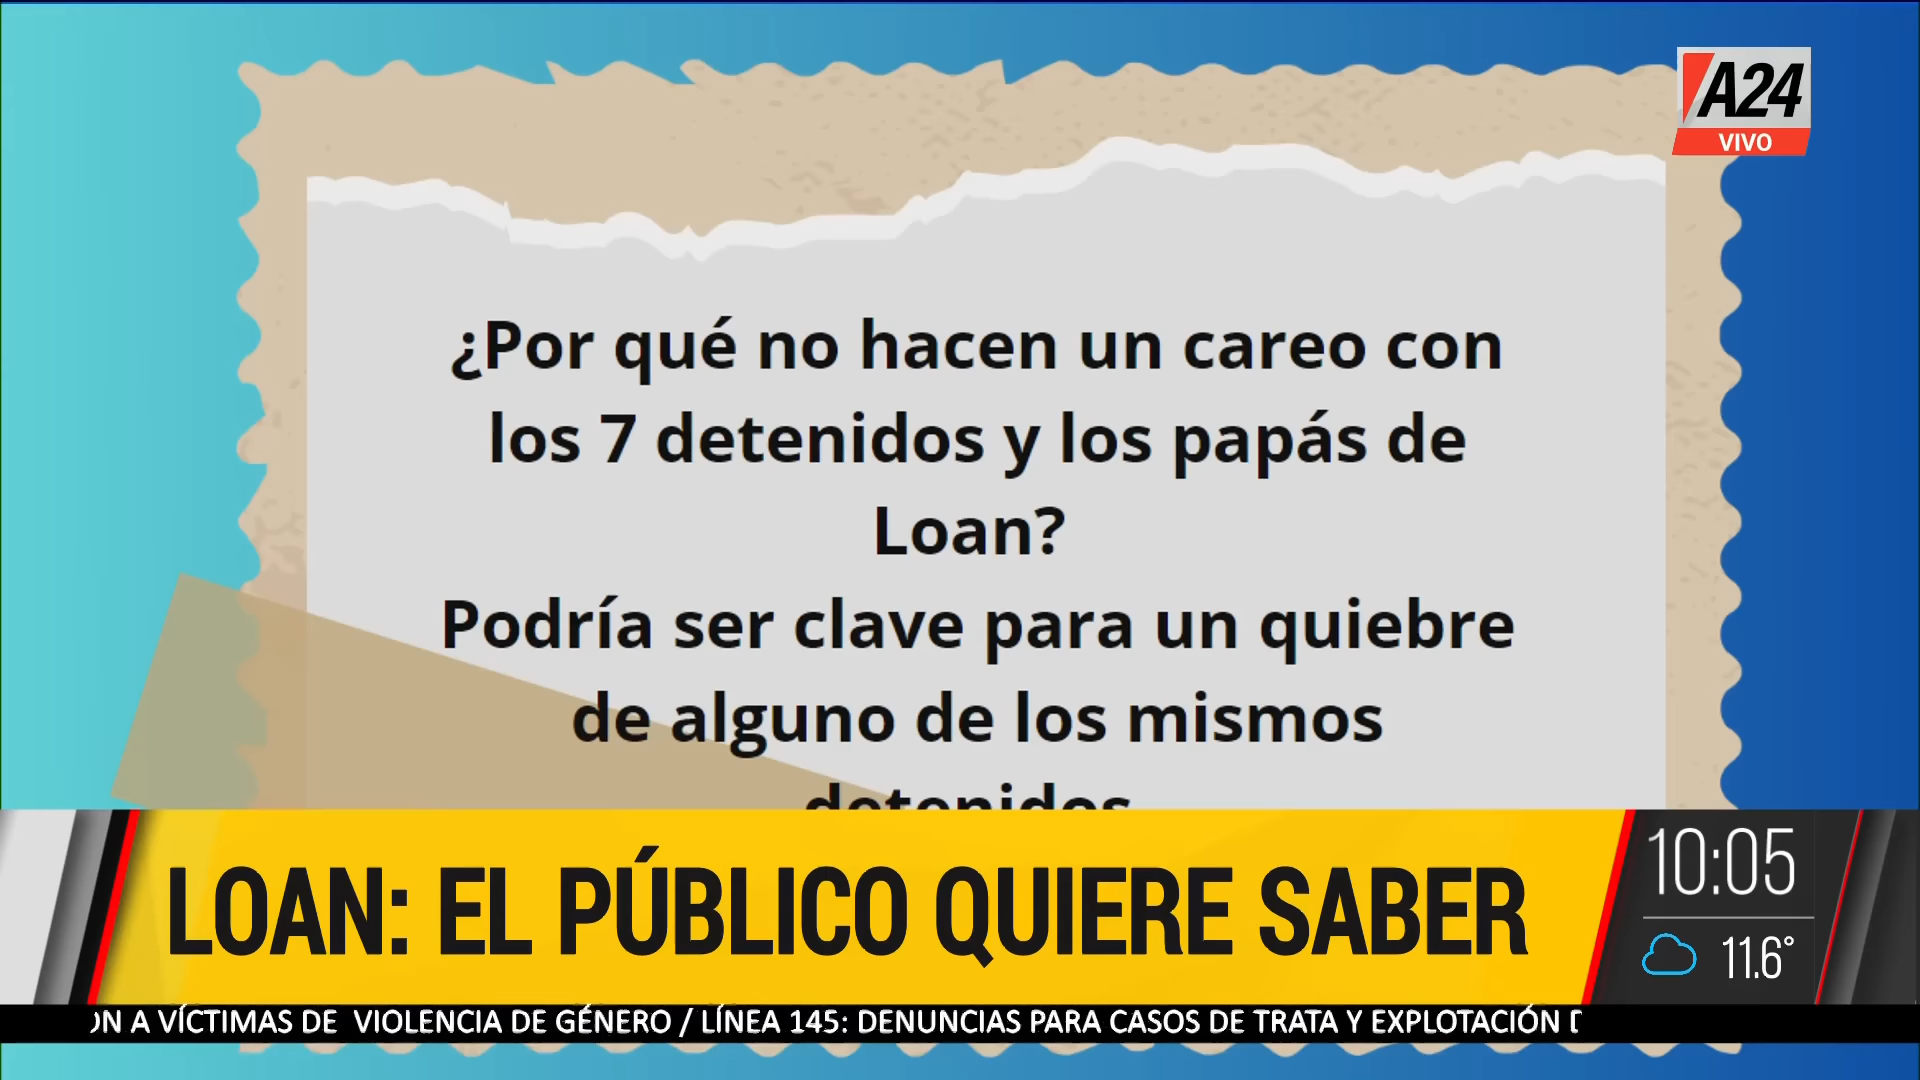 A24
VIVO
¿Por qué no hacen un careo con
los 7 detenidos y los papás de
Loan?
Podría ser clave para un quiebre
de alguno de los mismos
detenidos
LOAN: EL PÚBLICO QUIERE SABER
10:05
11.6°
ÓN A VÍCTIMAS DE VIOLENCIA DE GÉNERO / LÍNEA 145: DENUNCIAS PARA CASOS DE TRATA Y EXPLOTACIÓN